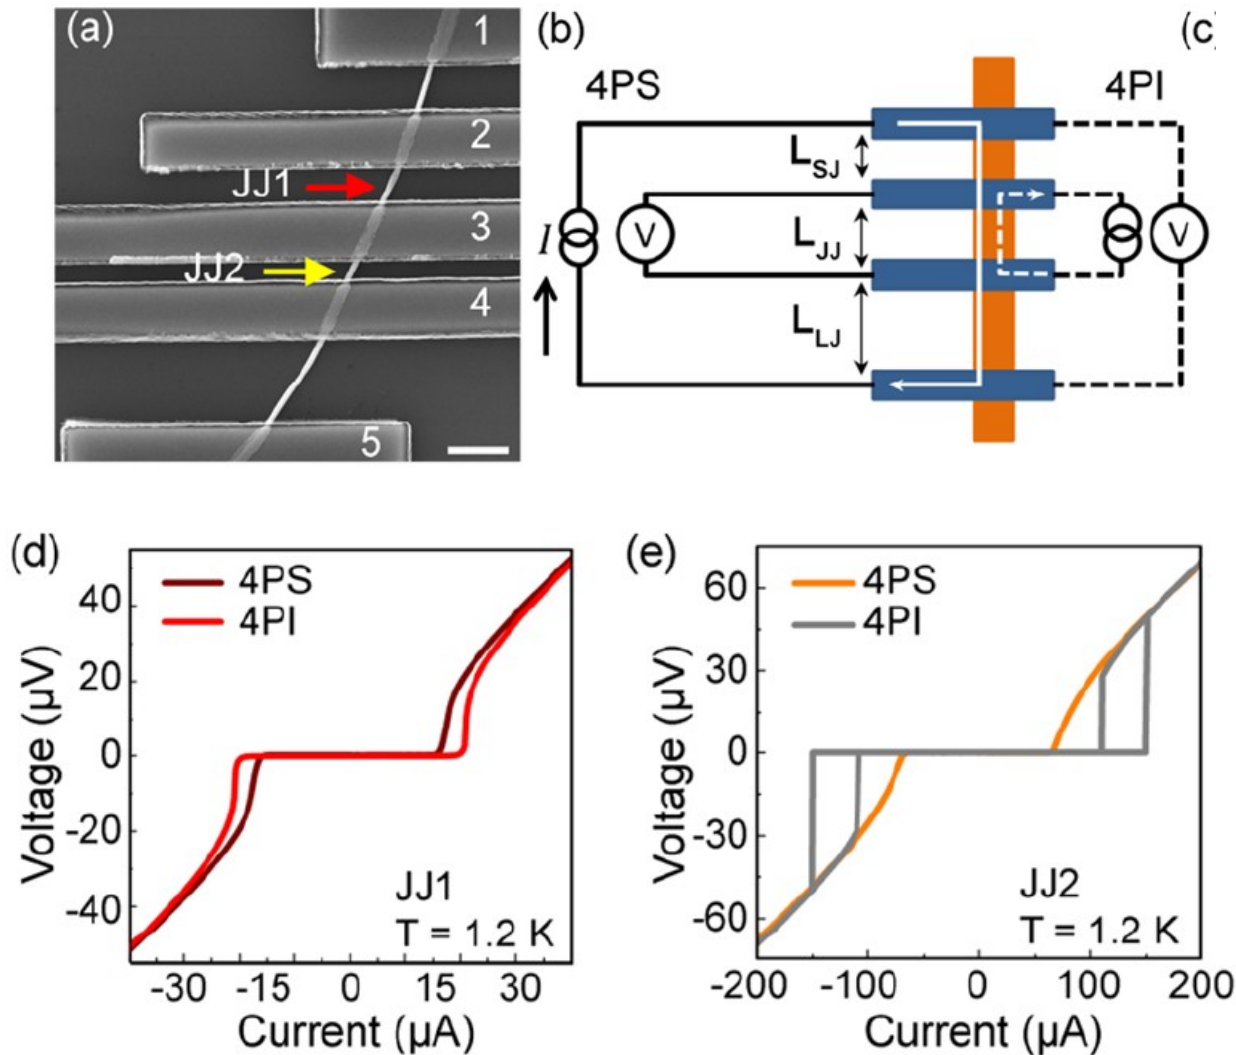 (a)
1
2
JJ1
3
JJ2
4
5
(b)
(c)
4PS
4PI
L_SJ
L_JJ
L_LJ
I
V
V
(d)
4PS
4PI
Voltage (µV)
40
20
0
-20
-40
JJ1
T = 1.2 K
-30 -15 0 15 30
Current (µA)
(e)
4PS
4PI
Voltage (µV)
60
30
0
-30
-60
JJ2
T = 1.2 K
-200 -100 0 100 200
Current (µA)